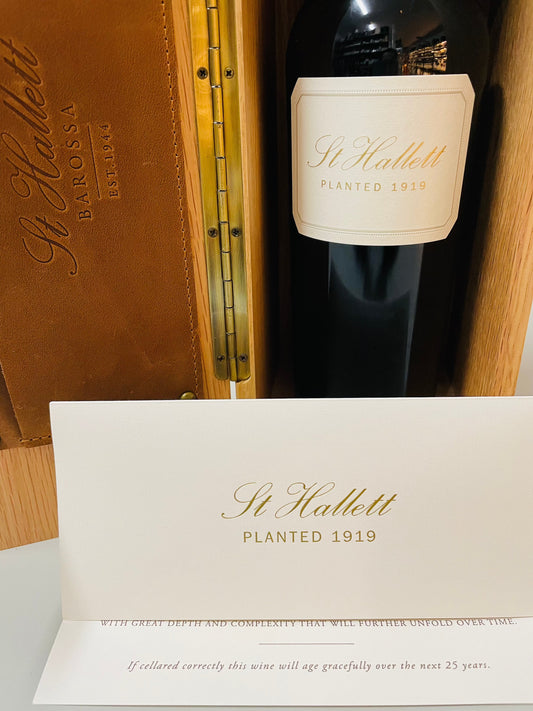 St Hallett
BAROSSA
EST. 1944
St Hallett
PLANTED 1919
St Hallett
PLANTED 1919
WITH GREAT DEPTH AND COMPLEXITY THAT WILL FURTHER UNFOLD OVER TIME.
If cellared correctly this wine will age gracefully over the next 25 years.